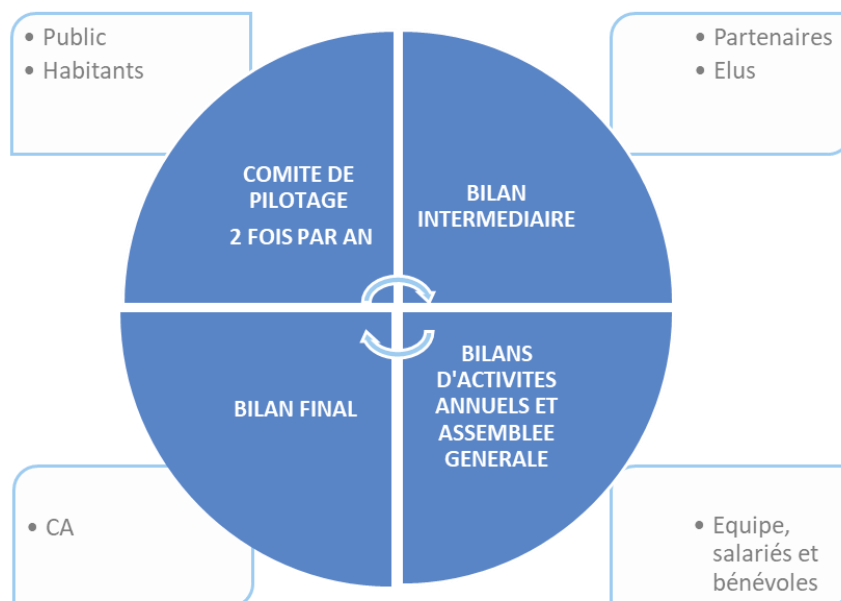 • Public
• Habitants
• Partenaires
• Elus
COMITE DE
PILOTAGE
2 FOIS PAR AN
BILAN
INTERMEDIAIRE
BILAN FINAL
BILANS
D'ACTIVITES
ANNUELS ET
ASSEMBLEE
GENERALE
• CA
• Equipe,
salariés et
bénévoles